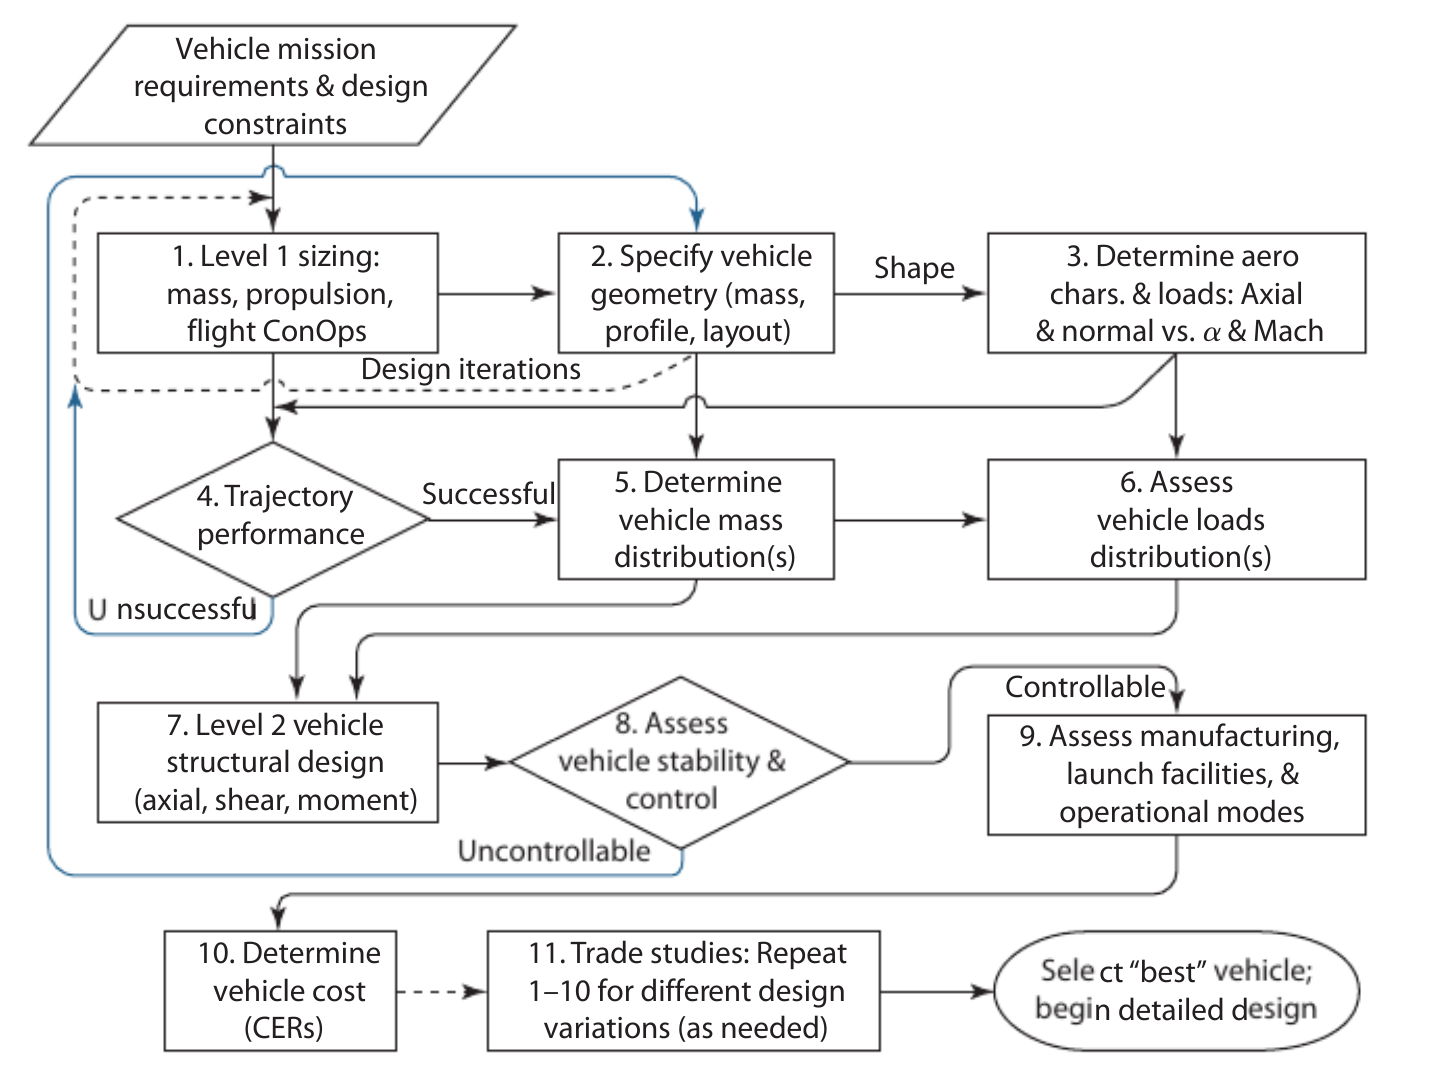 Vehicle mission
requirements & design
constraints
1. Level 1 sizing:
mass, propulsion,
flight ConOps
2. Specify vehicle
geometry (mass,
profile, layout)
Shape
3. Determine aero
chars. & loads: Axial
& normal vs. α & Mach
Design iterations
4. Trajectory
performance
Successful
5. Determine
vehicle mass
distribution(s)
6. Assess
vehicle loads
distribution(s)
U nsuccessful
7. Level 2 vehicle
structural design
(axial, shear, moment)
8. Assess
vehicle stability &
control
Controllable
9. Assess manufacturing,
launch facilities, &
operational modes
Uncontrollable
10. Determine
vehicle cost
(CERs)
11. Trade studies: Repeat
1–10 for different design
variations (as needed)
Sele ct “best” vehicle;
begin detailed design